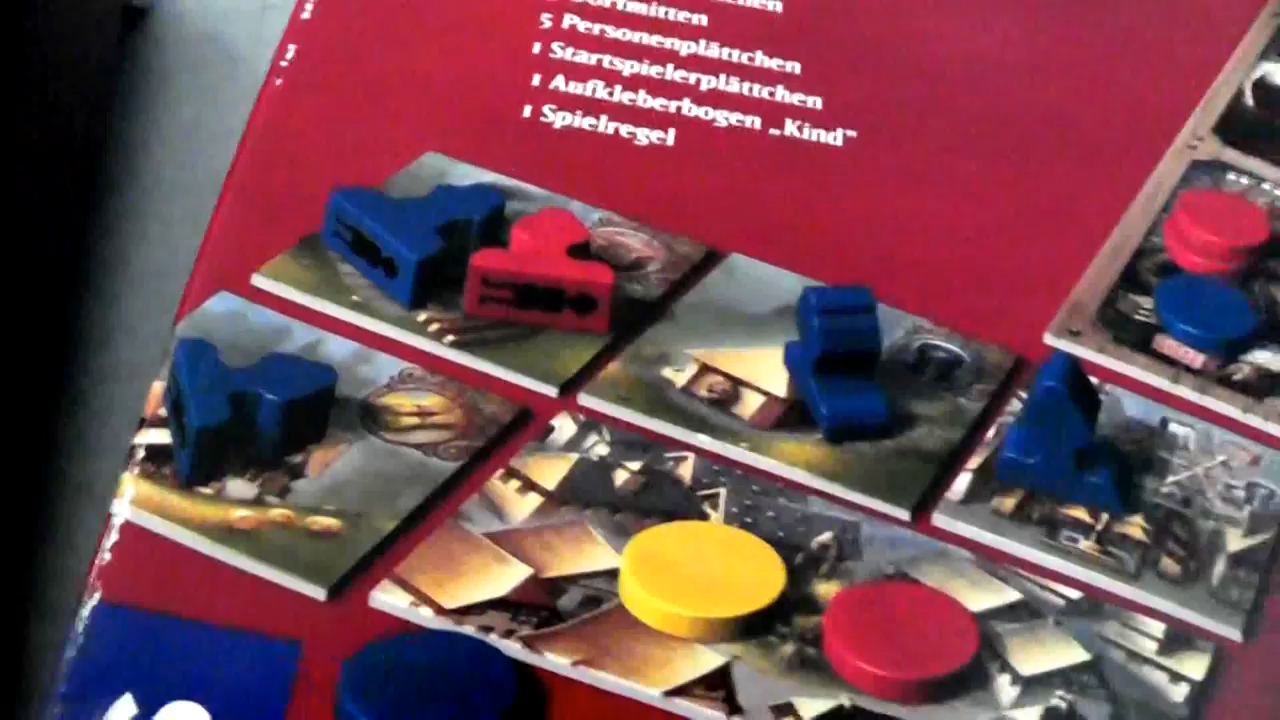 5 Personenplättchen
1 Startspielerplättchen
1 Aufkleberbogen „Kind"
1 Spielregel